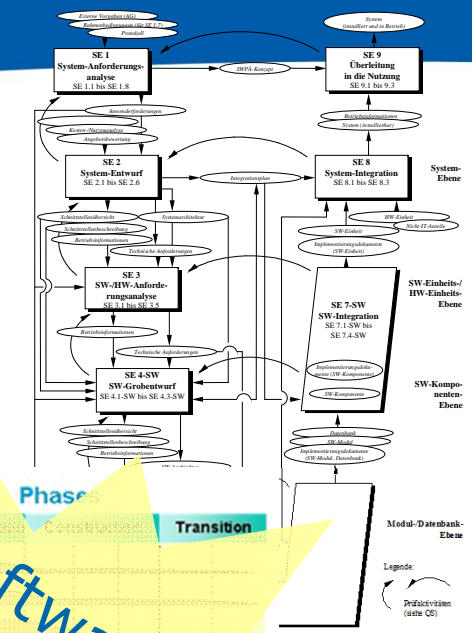 Externe Vorgaben (AG)
Rahmenbedingungen (für SE 1.7)
Protokoll
System
(installiert und in Betrieb)
SE 1
System-Anforderungs-
analyse
SE 1.1 bis SE 1.8
SWPÄ-Konzept
SE 9
Überleitung
in die Nutzung
SE 9.1 bis 9.3
Anwenderforderungen
Kosten-/Nutzenanalyse
Angebotsbewertung
Betriebsinformationen
System (installierbar)
SE 2
System-Entwurf
SE 2.1 bis SE 2.6
Integrationsplan
SE 8
System-Integration
SE 8.1 bis SE 8.3
System-
Ebene
Schnittstellenübersicht
Systemarchitektur
Schnittstellenbeschreibung
Betriebsinformationen
Technische Anforderungen
HW-Einheit
Nicht-IT-Anteile
SW-Einheit
Implementierungsdokumente
(SW-Einheit)
SE 3
SW-/HW-Anforde-
rungsanalyse
SE 3.1 bis SE 3.5
SE 7-SW
SW-Integration
SE 7.1-SW bis
SE 7.4-SW
SW-Einheits-/
HW-Einheits-
Ebene
Betriebsinformationen
Technische Anforderungen
Implementierungsdoku-
mente (SW-Komponente)
SW-Komponente
SE 4-SW
SW-Grobentwurf
SE 4.1-SW bis SE 4.3-SW
SW-Kompo-
nenten-
Ebene
Schnittstellenübersicht
Schnittstellenbeschreibung
Betriebsinformationen
Datenbank
SW-Modul
Implementierungsdokumente
(SW-Modul, Datenbank)
Phases
Transition
ftwa
Modul-/Datenbank-
Ebene
Legende:
Prüfaktivitäten
(siehe QS)